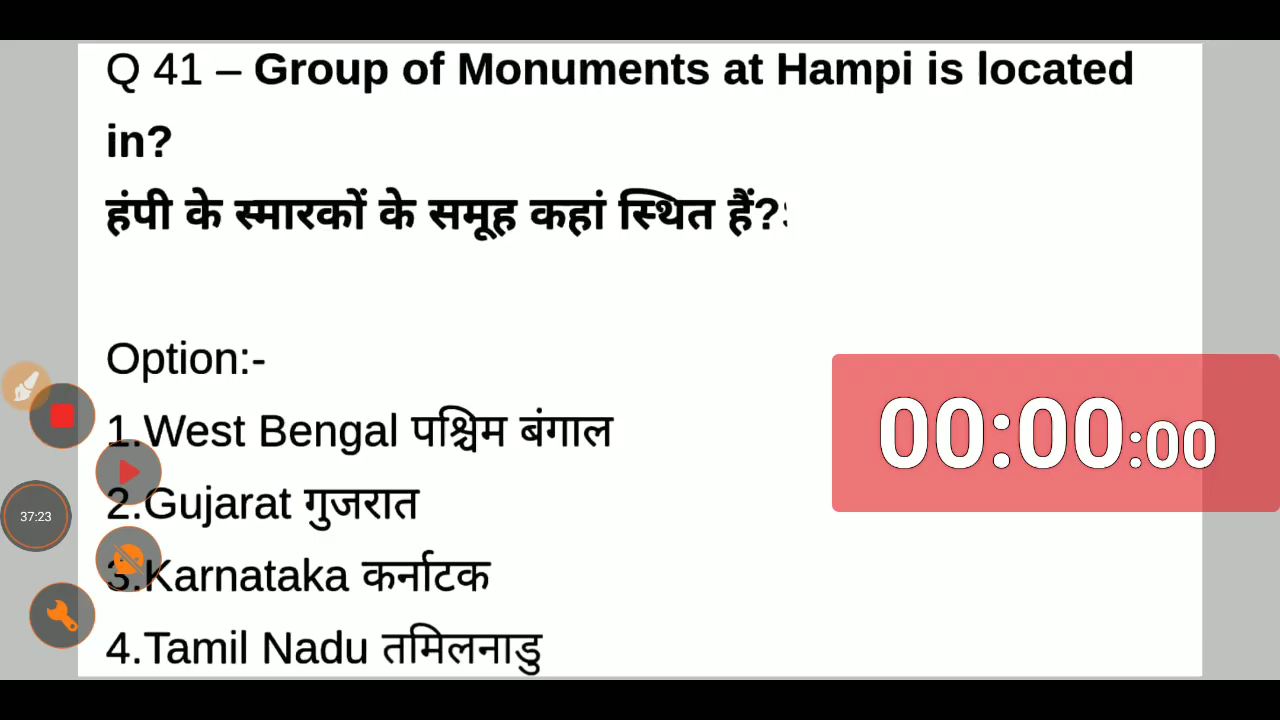 Q 41 – Group of Monuments at Hampi is located
in?
हंपी के स्मारकों के समूह कहां स्थित हैं?
Option:-
1.West Bengal पश्चिम बंगाल
2.Gujarat गुजरात
3.Karnataka कर्नाटक
4.Tamil Nadu तमिलनाडु
00:00:00
37:23